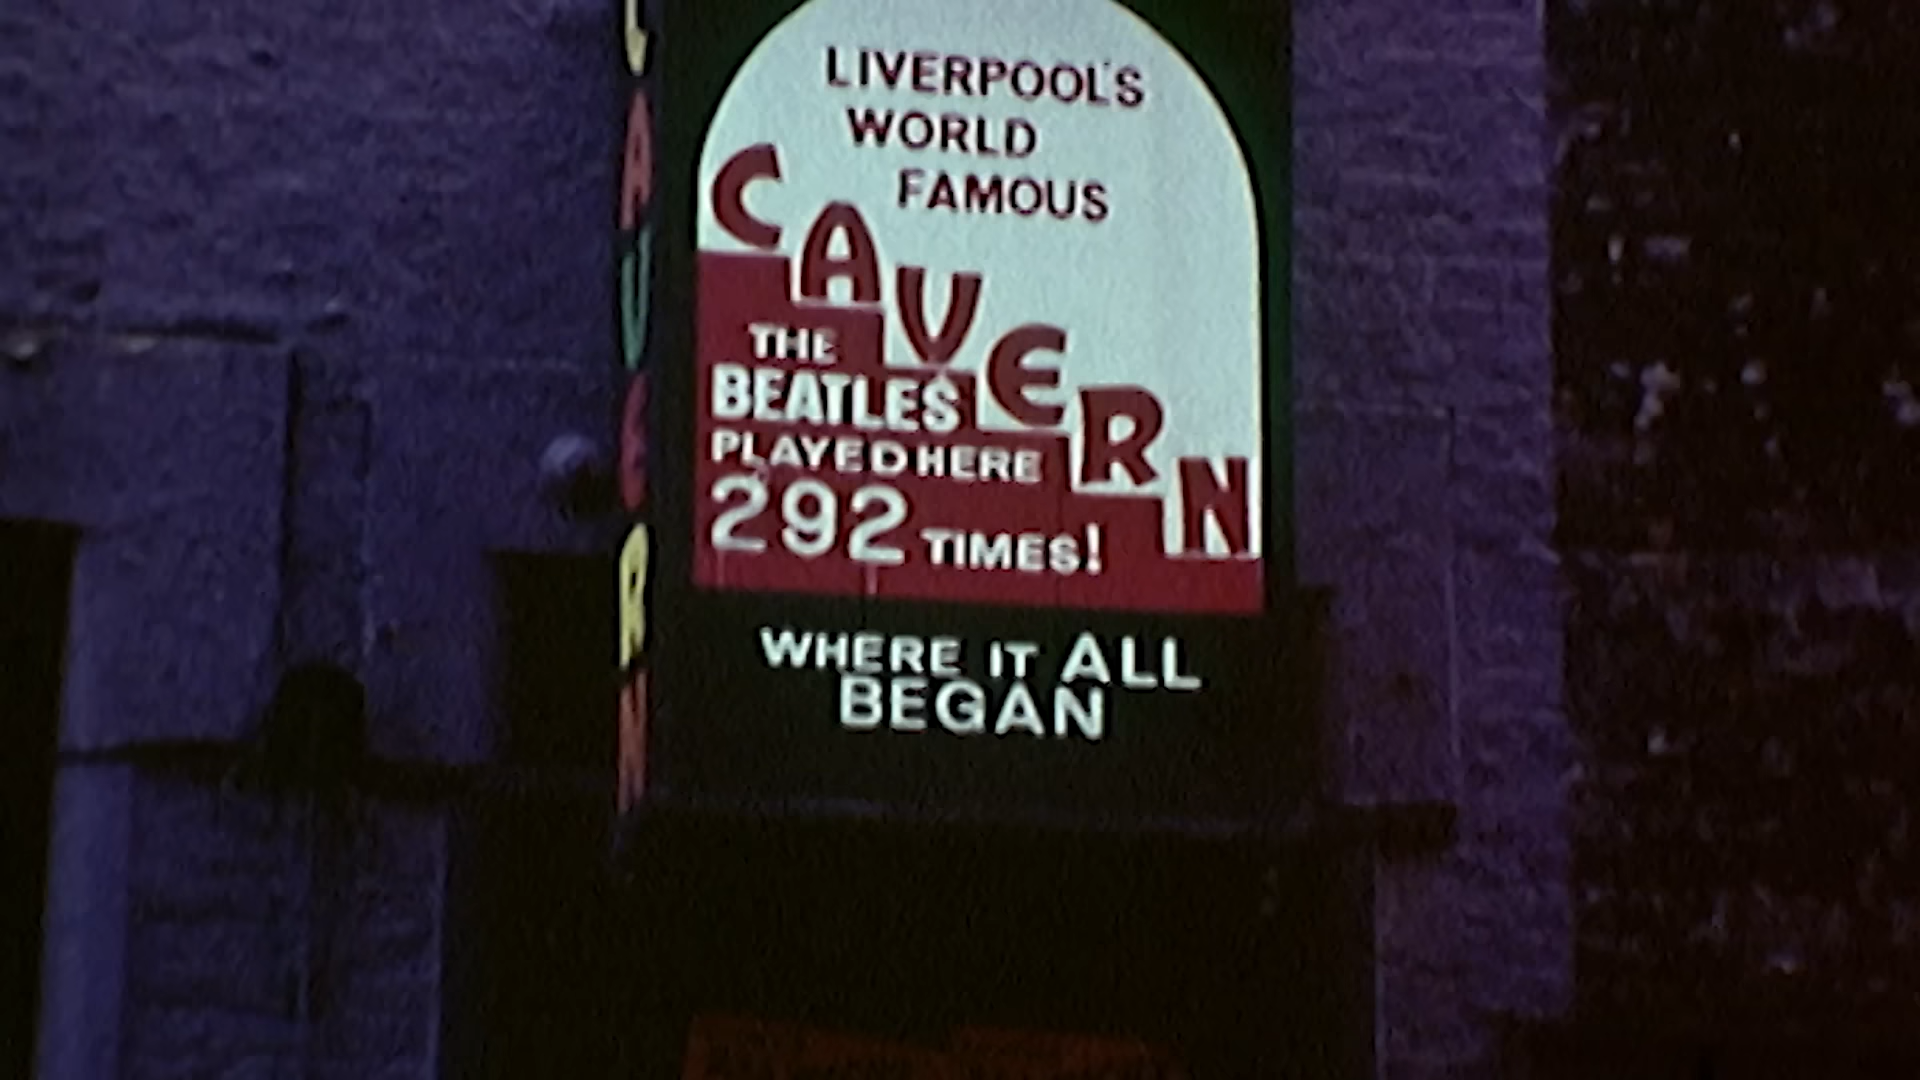 LIVERPOOL'S
WORLD
FAMOUS
CAVERN
THE
BEATLES
PLAYED HERE
292 TIMES!
WHERE IT ALL
BEGAN
CAVERN